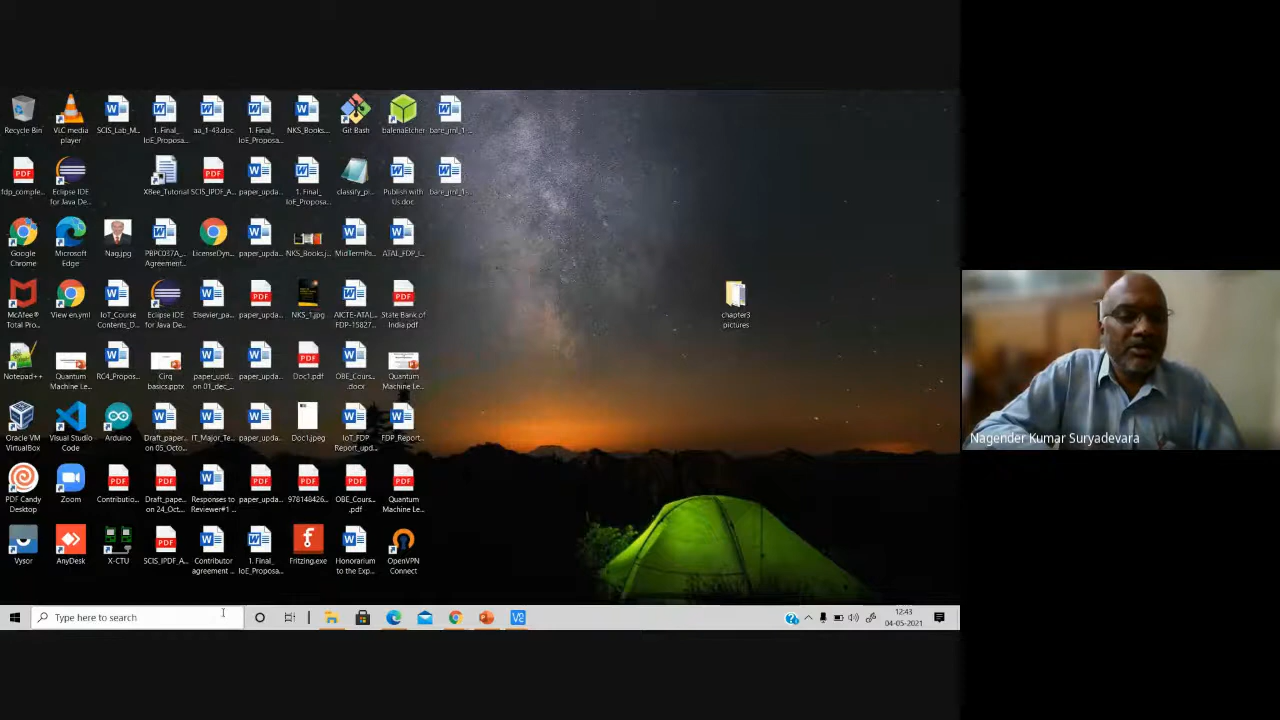 Recycle Bin
VLC media
player
SCIS_Lab_M...
1. Final_
IoE_Proposa...
aa_1-43.doc
1. Final_
IoE_Proposa...
NKS_Books...
Git Bash
balenaEtcher
bare_jrnl_1-...
fdp_comple...
Eclipse IDE
for Java De...
XBee_Tutorial
SCIS_IPDF_A...
paper_upda...
1. Final_
IoE_Proposa...
classify_pi...
Publish with
Us.doc
bare_jrnl_1-...
Google
Chrome
Microsoft
Edge
Nag.jpg
PBPC037A_...
Agreement...
LicenseDyn...
paper_upda...
NKS_Books.j...
MidTermPa...
ATAL_FDP_I...
McAfee®
Total Pro...
View en.yml
IoT_Course
Contents_D...
Eclipse IDE
for Java De...
Elsevier_pa...
paper_upda...
NKS_1.jpg
AICTE-ATAL...
FDP-15827...
State Bank of
India.pdf
chapter3
pictures
Notepad++
Quantum
Machine Le...
RC4_Propos...
Cirq
basics.pptx
paper_upd...
on 01_dec_...
paper_upda...
Doc1.pdf
OBE_Cours...
.docx
Quantum
Machine Le...
Oracle VM
VirtualBox
Visual Studio
Code
Arduino
Draft_paper
on 05_Octo...
IT_Major_Te...
paper_upda...
Doc1.jpeg
IoT_FDP
Report_upd...
FDP_Report...
PDF Candy
Desktop
Zoom
Contributio...
Draft_pape...
on 24_Oct...
Responses to
Reviewer#1 ...
paper_upda...
978148426...
OBE_Cours...
.pdf
Quantum
Machine Le...
Vysor
AnyDesk
X-CTU
SCIS_IPDF_A...
Contributor
agreement ...
1. Final_
IoE_Proposa...
Fritzing.exe
Honorarium
to the Exp...
OpenVPN
Connect
Type here to search
12:43
04-05-2021
Nagender Kumar Suryadevara